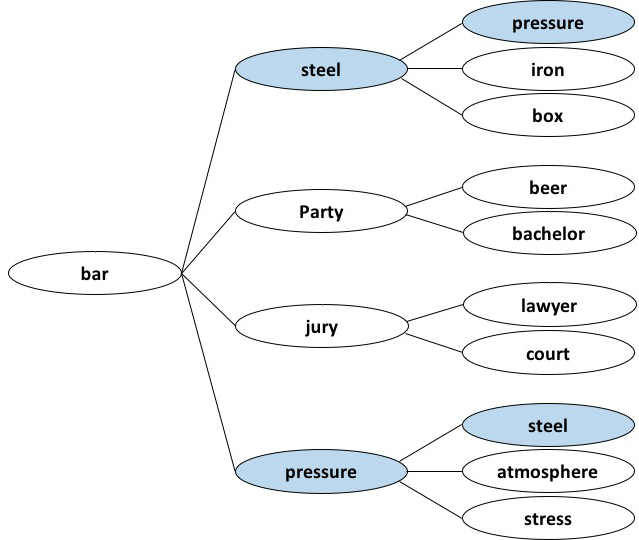 bar
steel
pressure
iron
box
Party
beer
bachelor
jury
lawyer
court
pressure
steel
atmosphere
stress